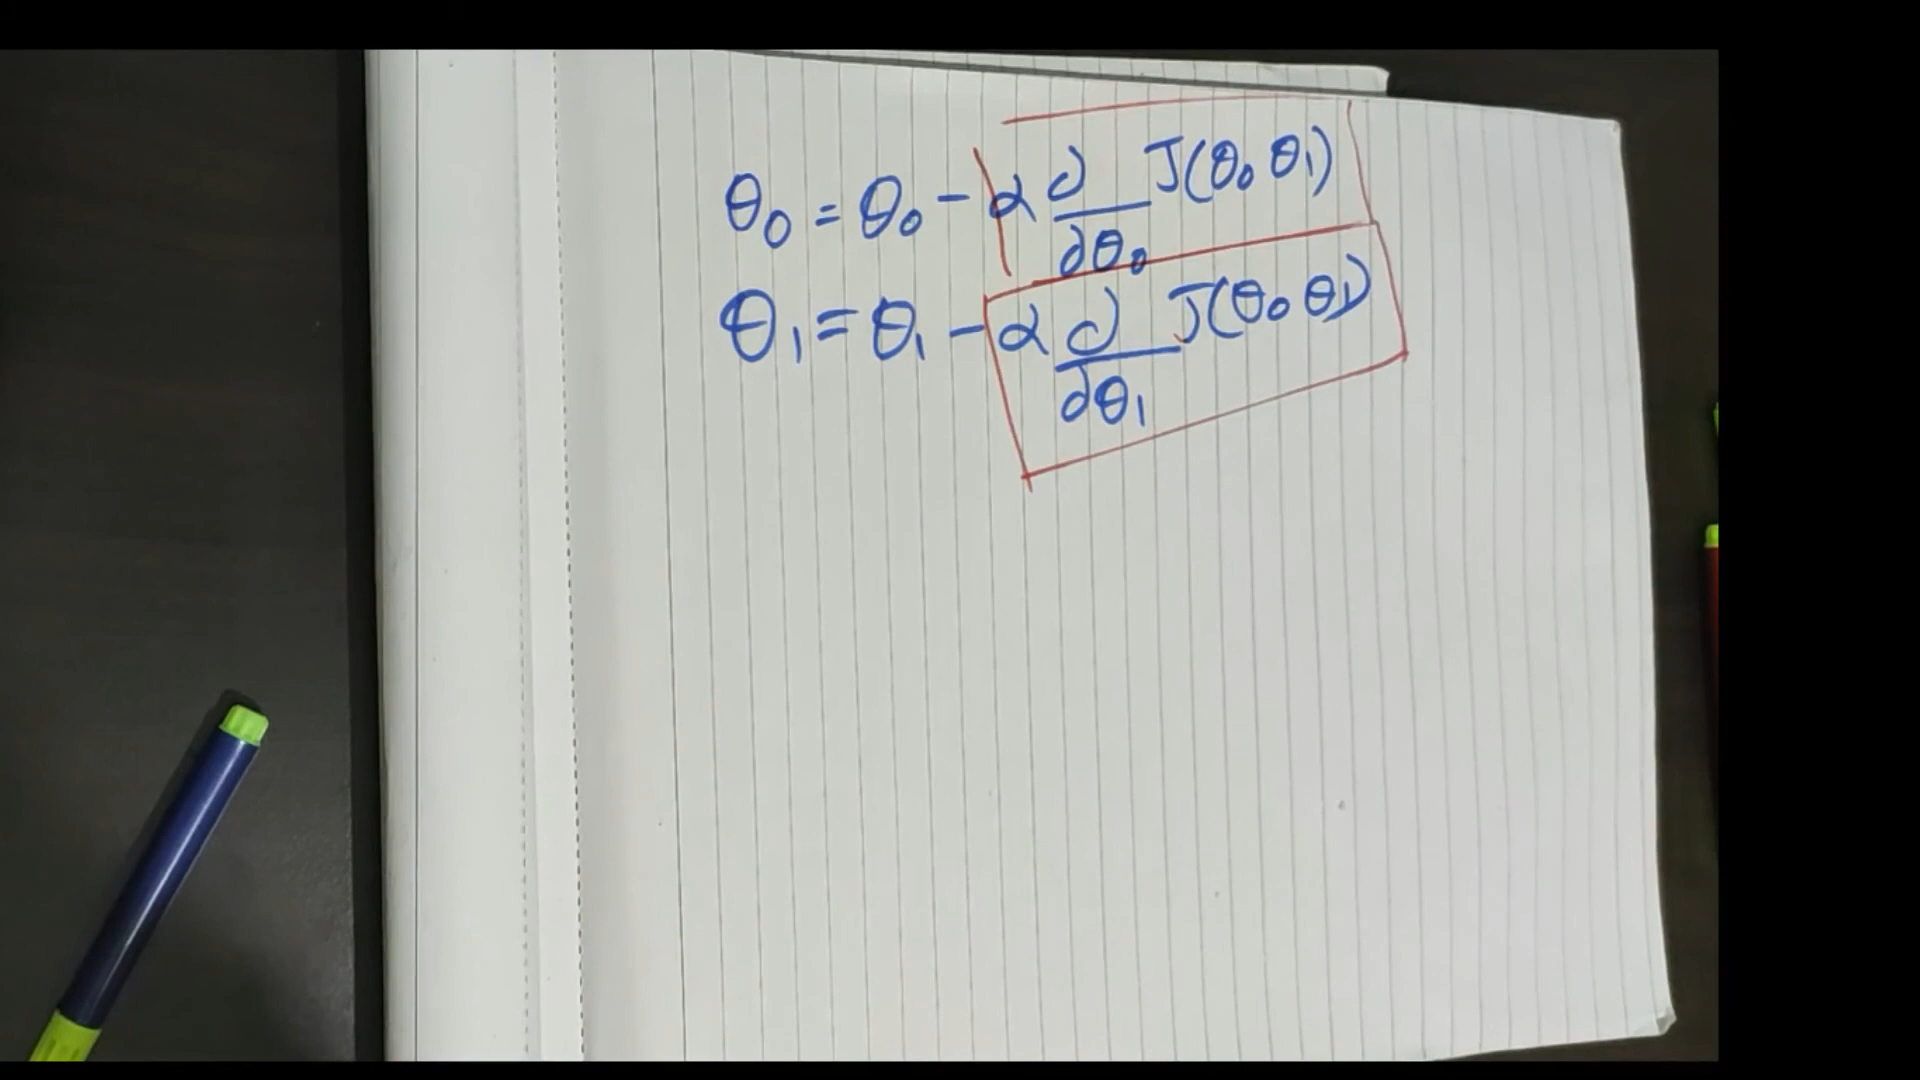 θ₀ = θ₀ - α ∂/∂θ₀ J(θ₀ θ₁)
θ₁ = θ₁ - α ∂/∂θ₁ J(θ₀ θ₁)